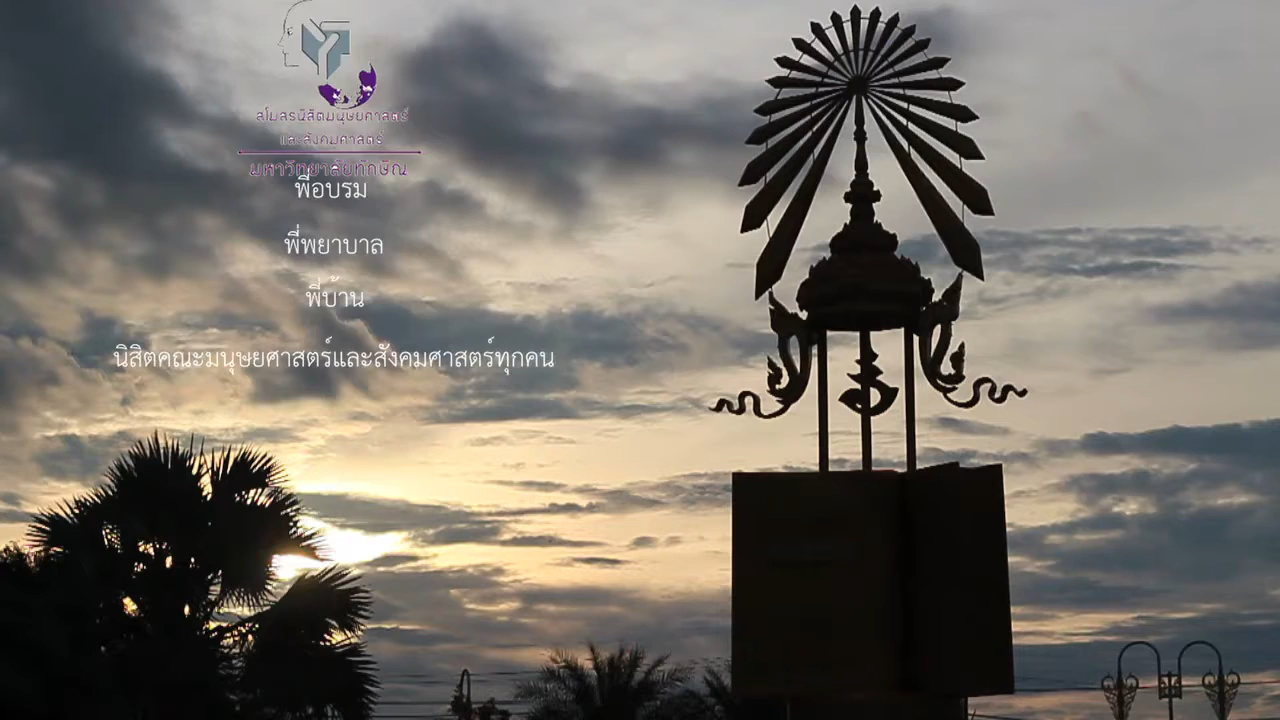 สโมสรนิสิตมนุษยศาสตร์
และสังคมศาสตร์
มหาวิทยาลัยทักษิณ
พี่อบรม
พี่พยาบาล
พี่บ้าน
นิสิตคณะมนุษยศาสตร์และสังคมศาสตร์ทุกคน